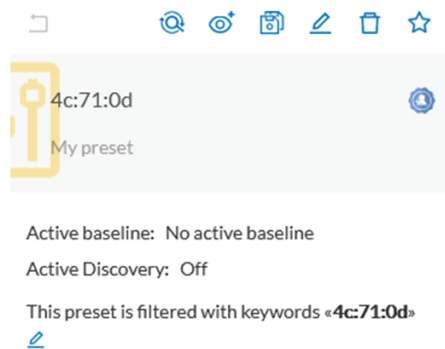 4c:71:0d
My preset
Active baseline: No active baseline
Active Discovery: Off
This preset is filtered with keywords «4c:71:0d»